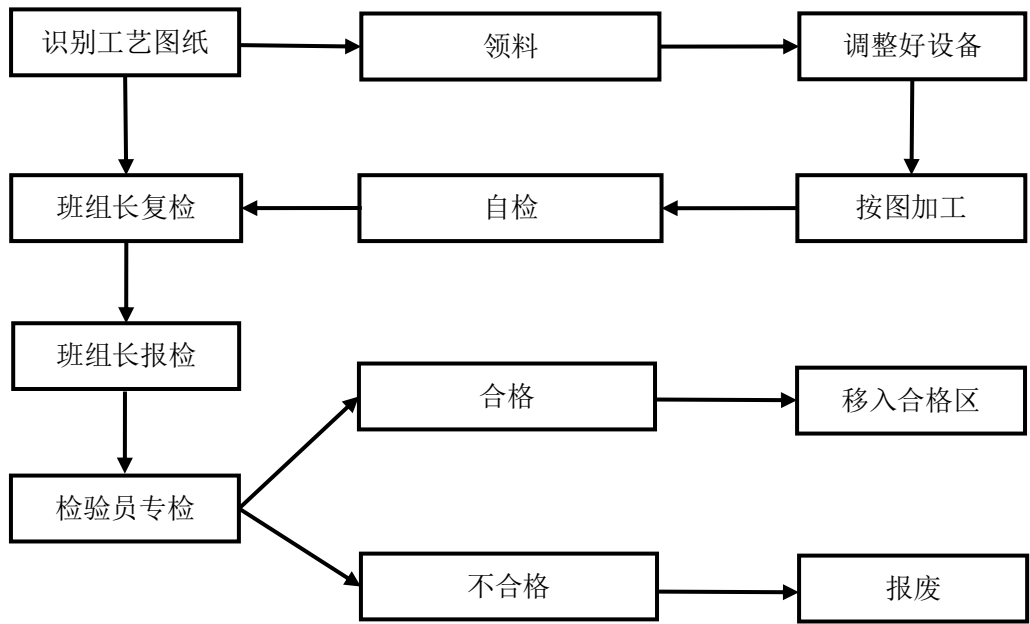 识别工艺图纸
领料
调整好设备
班组长复检
自检
按图加工
班组长报检
合格
移入合格区
检验员专检
不合格
报废